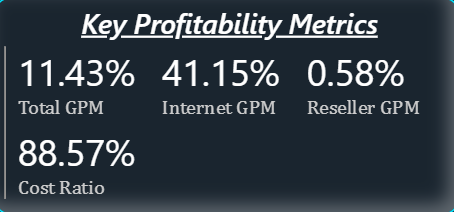 Key Profitability Metrics
11.43% 41.15% 0.58%
Total GPM Internet GPM Reseller GPM
88.57%
Cost Ratio